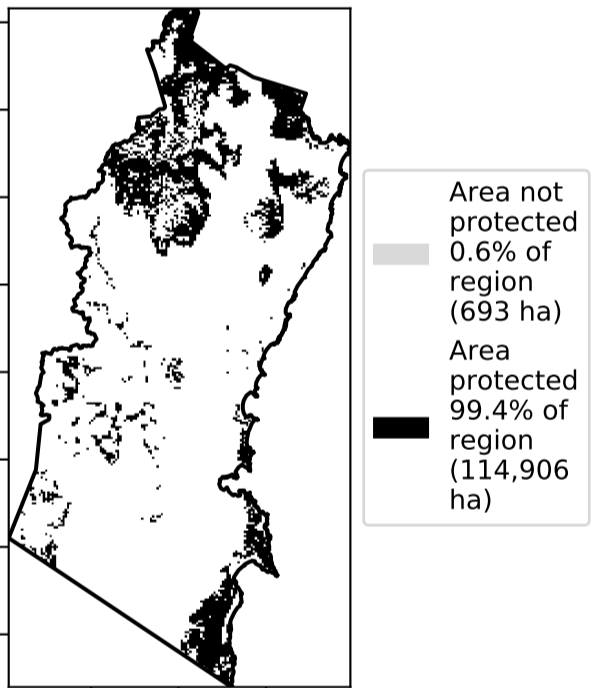 Area not
protected
0.6% of
region
(693 ha)
Area
protected
99.4% of
region
(114,906
ha)